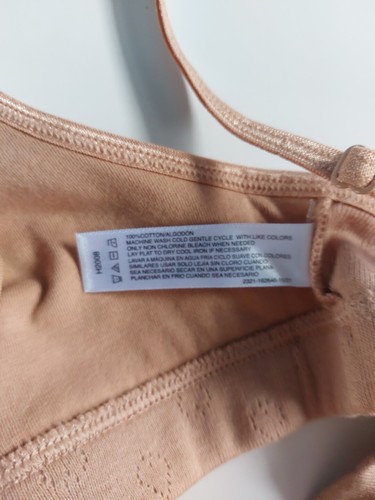 100%COTTON/ALGODÓN
MACHINE WASH COLD GENTLE CYCLE WITH LIKE COLORS
ONLY NON CHLORINE BLEACH WHEN NEEDED
LAY FLAT TO DRY COOL IRON IF NECESSARY
LAVAR A MAQUINA EN AGUA FRIA CICLO SUAVE CON COLORES
SIMILARES USAR SOLO LEJIA SIN CLORO CUANDO
SEA NECESARIO SECAR EN UNA SUPERFICIE PLANA
PLANCHAR EN FRIO CUANDO SEA NECESARIO
H2008